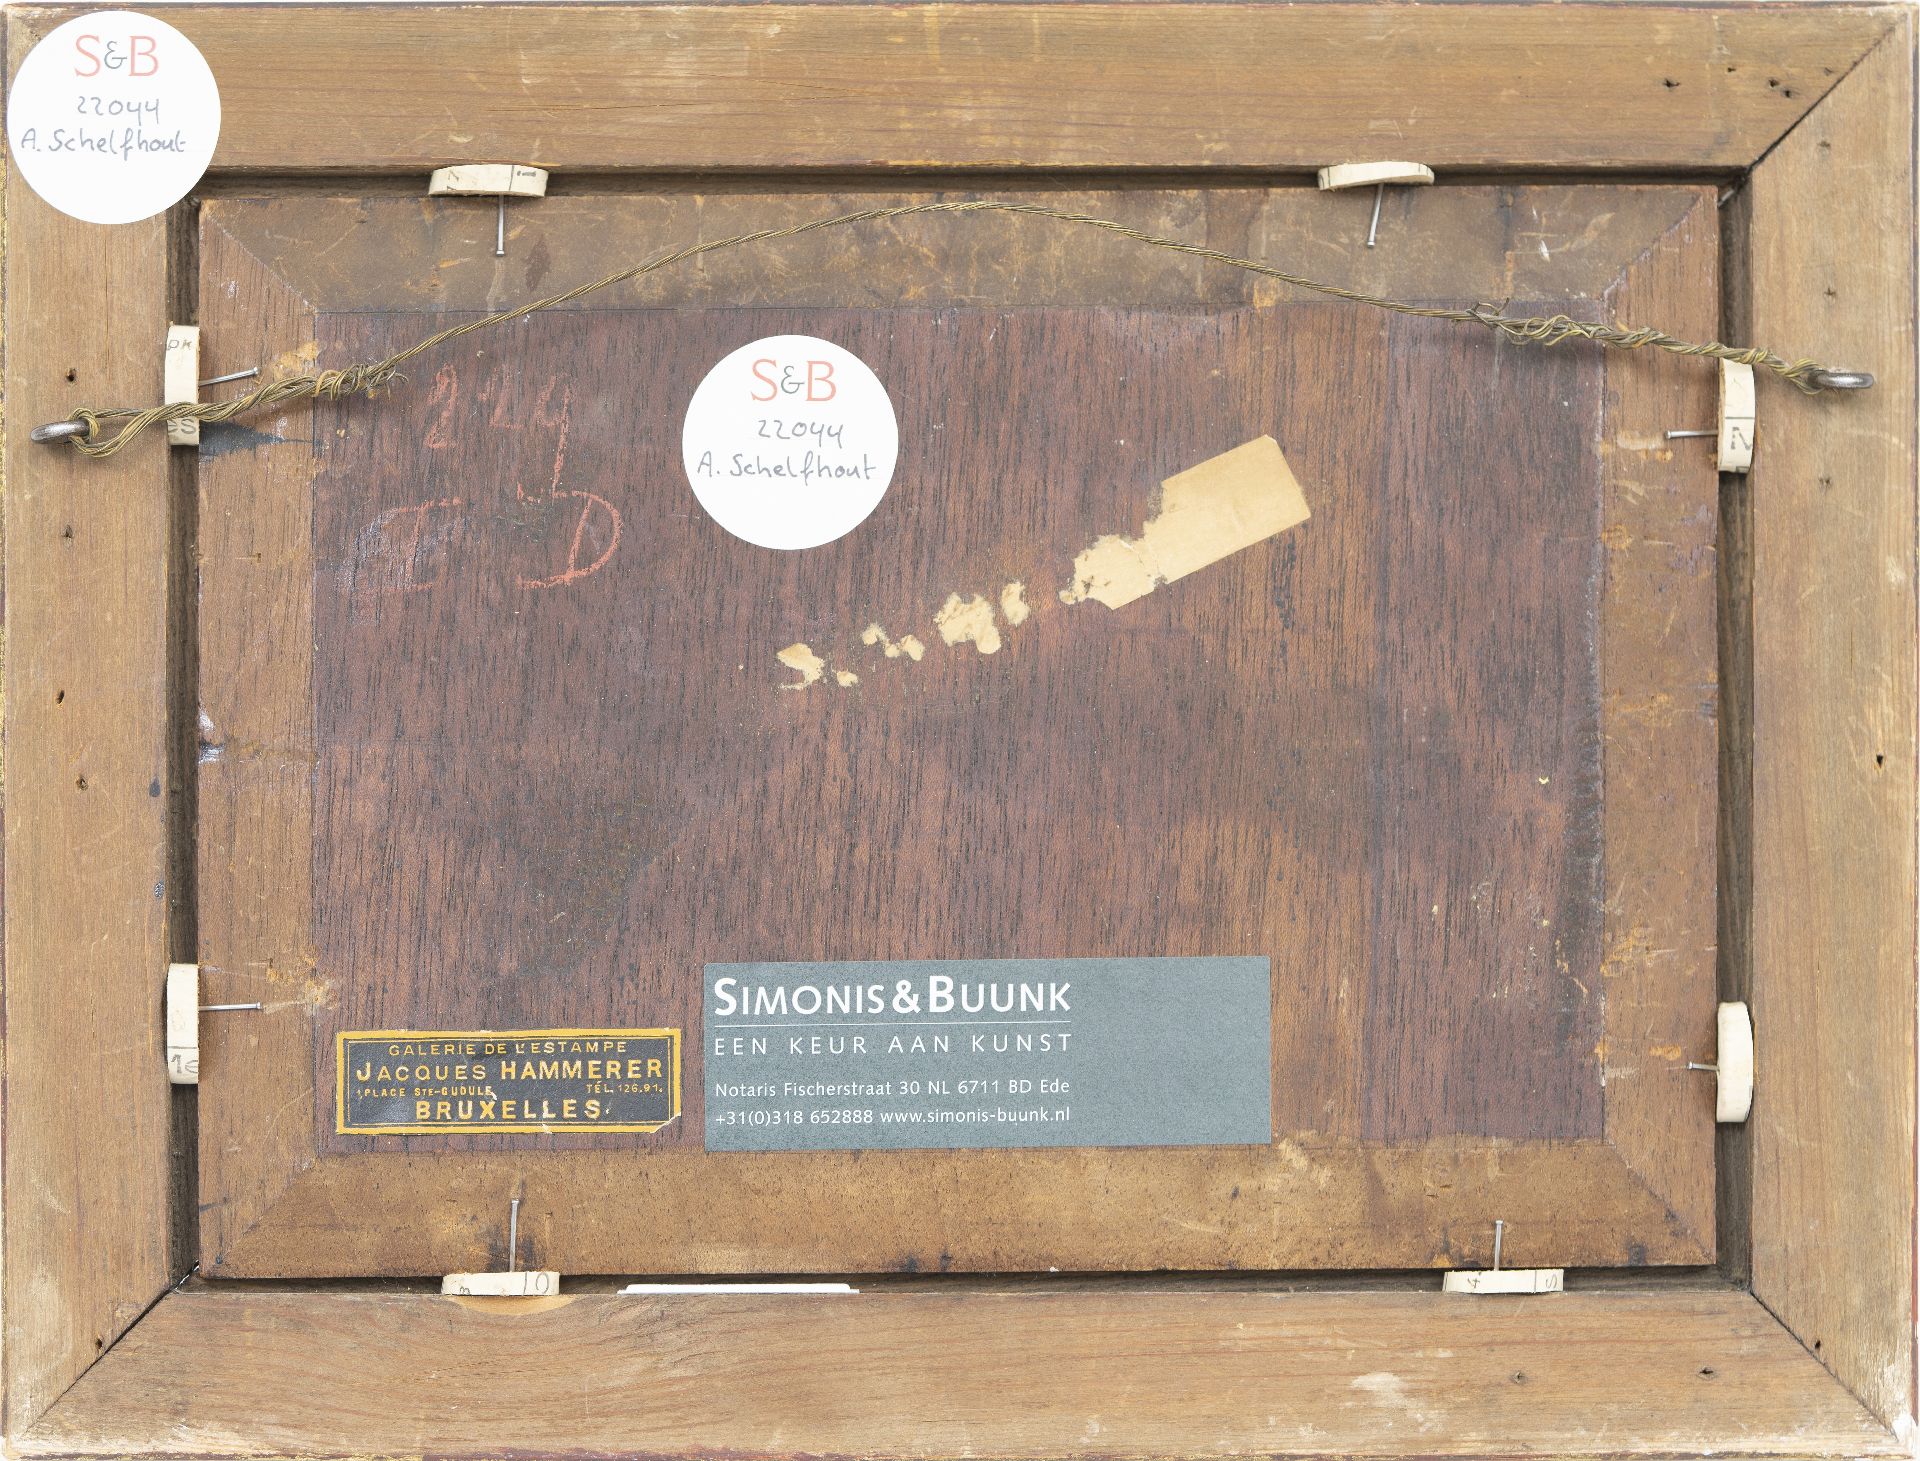 S&B
22044
A. Schelfhout
S&B
22044
A. Schelfhout
D
SIMONIS&BUUNK
EEN KEUR AAN KUNST
Notaris Fischerstraat 30 NL 6711 BD Ede
+31(0)318 652888 www.simonis-buunk.nl
GALERIE DE L'ESTAMPE
JACQUES HAMMERER
1, PLACE STE-GUDULE TÉL. 126.91.
BRUXELLES